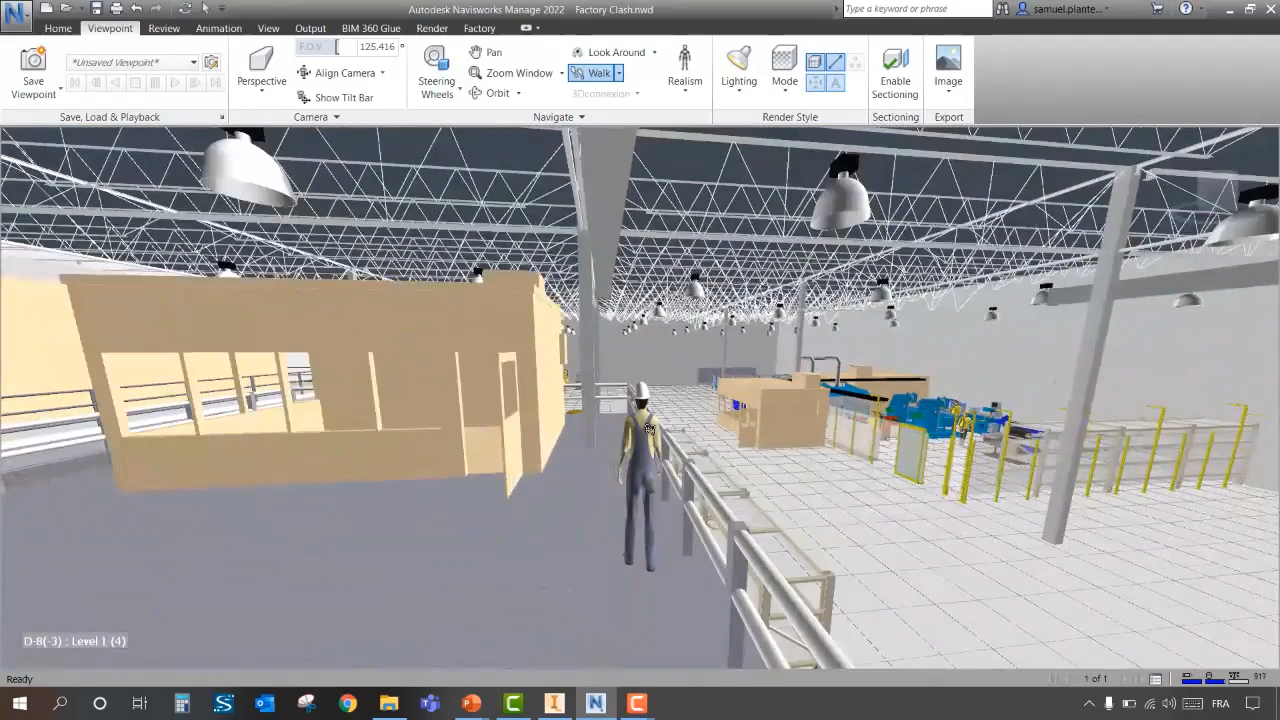 Autodesk Navisworks Manage 2022 Factory Clash.nwd
Type a keyword or phrase
samuel.plante...
Home Viewpoint Review Animation View Output BIM 360 Glue Render Factory
*Unsaved Viewpoint*
Save Viewpoint
Save, Load & Playback
Perspective
F.O.V. 125.416 °
Align Camera
Show Tilt Bar
Camera
Steering Wheels
Pan
Zoom Window
Orbit
Look Around
Walk
3Dconnexion
Realism
Navigate
Lighting
Mode
A
Render Style
Enable Sectioning
Sectioning
Image
Export
D-8(-3) : Level 1 (4)
Ready
1 of 1
917
FRA